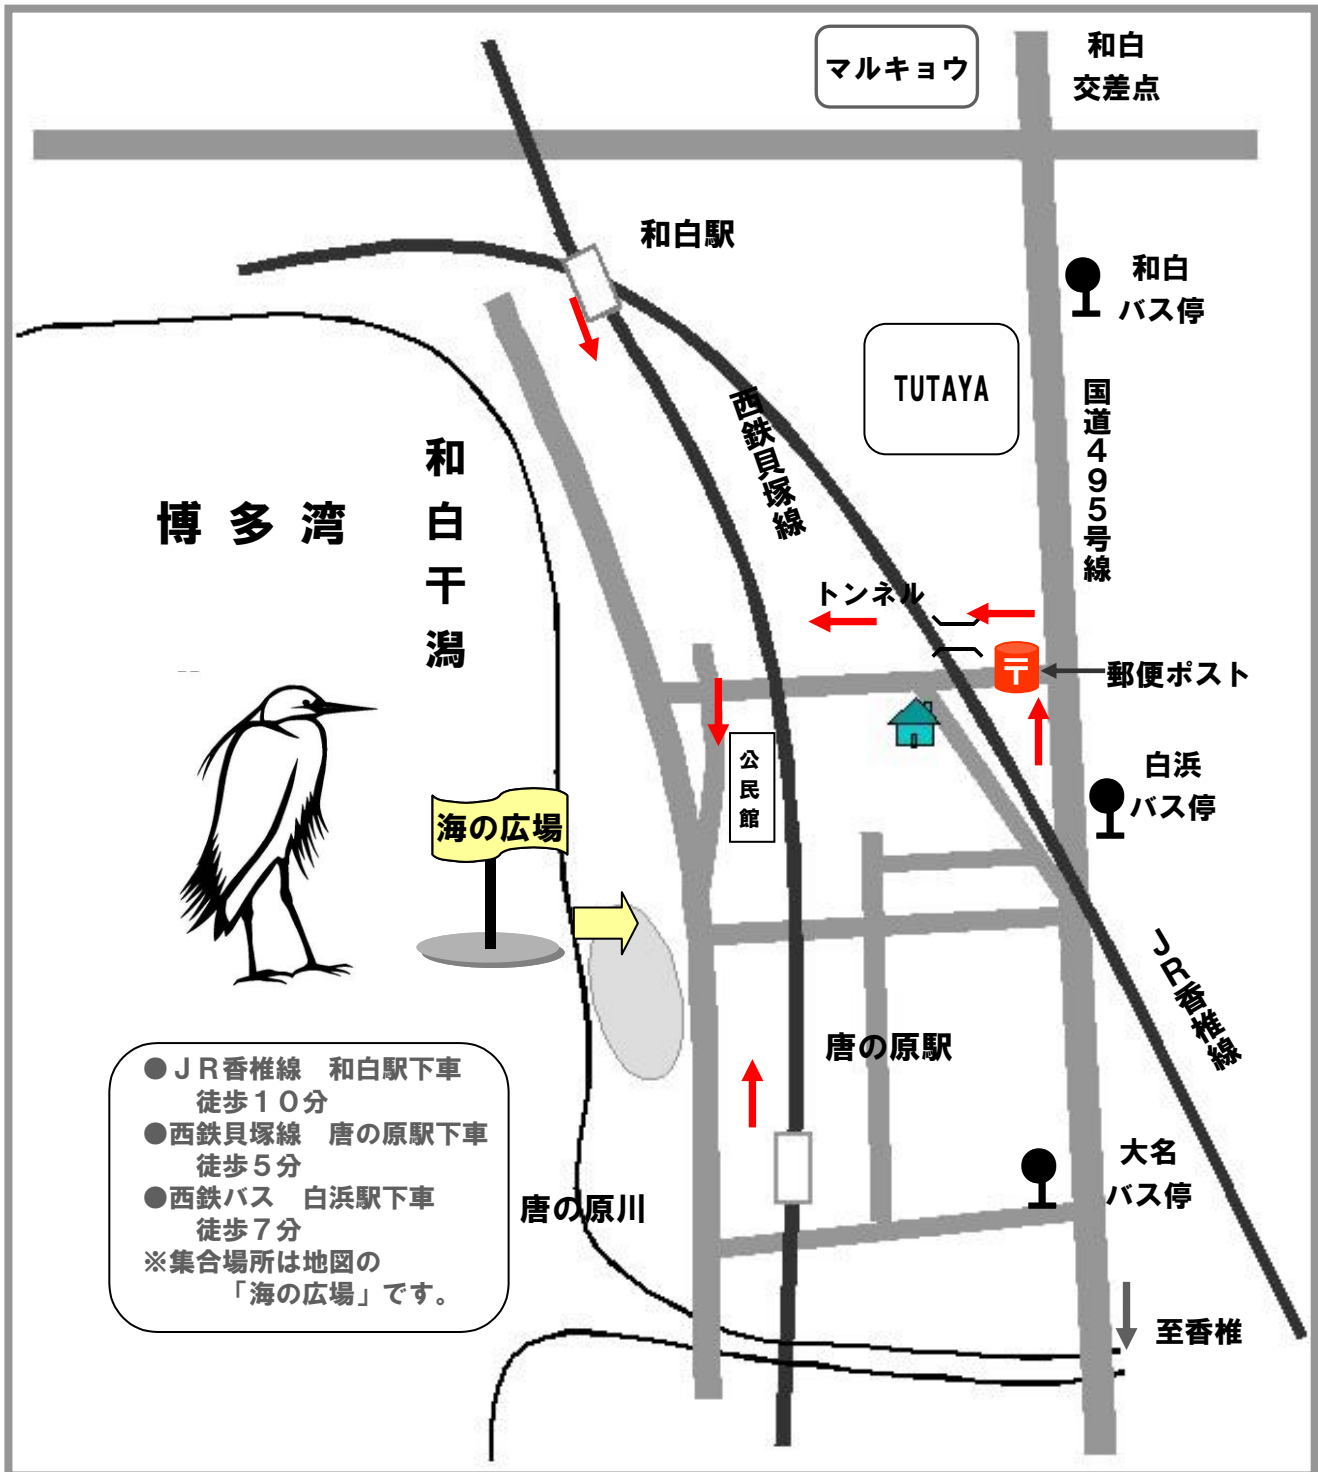 マルキョウ
和白
交差点
和白駅
和白
バス停
TUTAYA
西鉄貝塚線
国道495号線
和白干潟
博多湾
トンネル
〒
郵便ポスト
公民館
白浜
バス停
海の広場
JR香椎線
唐の原駅
●JR香椎線　和白駅下車
徒歩10分
●西鉄貝塚線　唐の原駅下車
徒歩5分
●西鉄バス　白浜駅下車
徒歩7分
※集合場所は地図の
「海の広場」です。
大名
バス停
唐の原川
至香椎